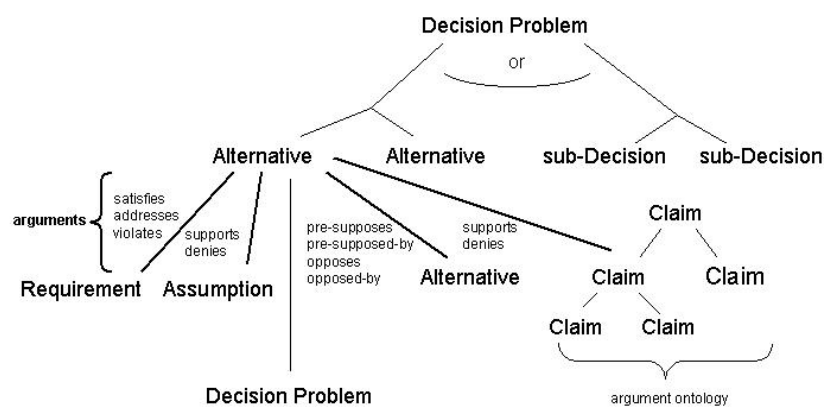 Decision Problem
or
Alternative
Alternative
sub-Decision
sub-Decision
arguments
satisfies
addresses
violates
supports
denies
pre-supposes
pre-supposed-by
opposes
opposed-by
supports
denies
Claim
Requirement
Assumption
Alternative
Claim
Claim
Claim
Claim
Decision Problem
argument ontology